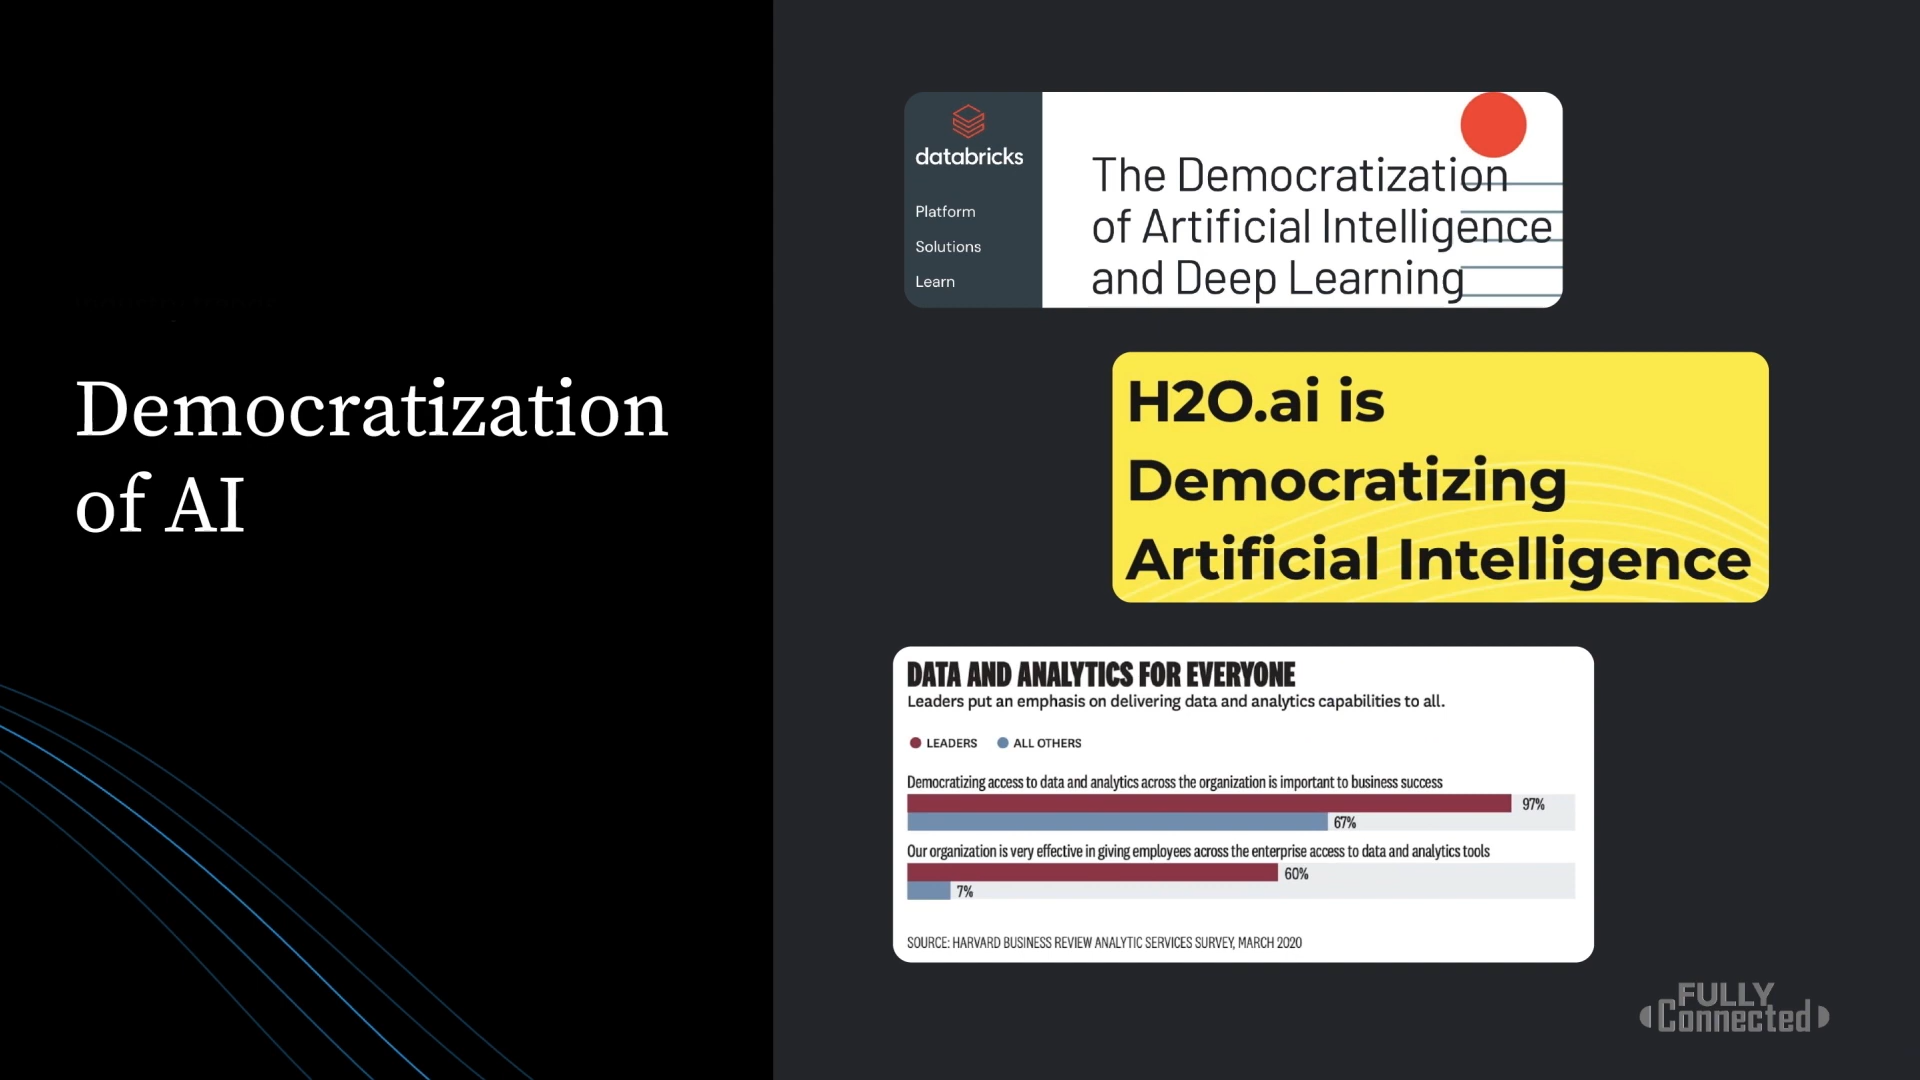 Democratization
of AI
databricks
Platform
Solutions
Learn
The Democratization
of Artificial Intelligence
and Deep Learning
H2O.ai is
Democratizing
Artificial Intelligence
DATA AND ANALYTICS FOR EVERYONE
Leaders put an emphasis on delivering data and analytics capabilities to all.
LEADERS ALL OTHERS
Democratizing access to data and analytics across the organization is important to business success
97%
67%
Our organization is very effective in giving employees across the enterprise access to data and analytics tools
60%
7%
SOURCE: HARVARD BUSINESS REVIEW ANALYTIC SERVICES SURVEY, MARCH 2020
FULLY
Connected